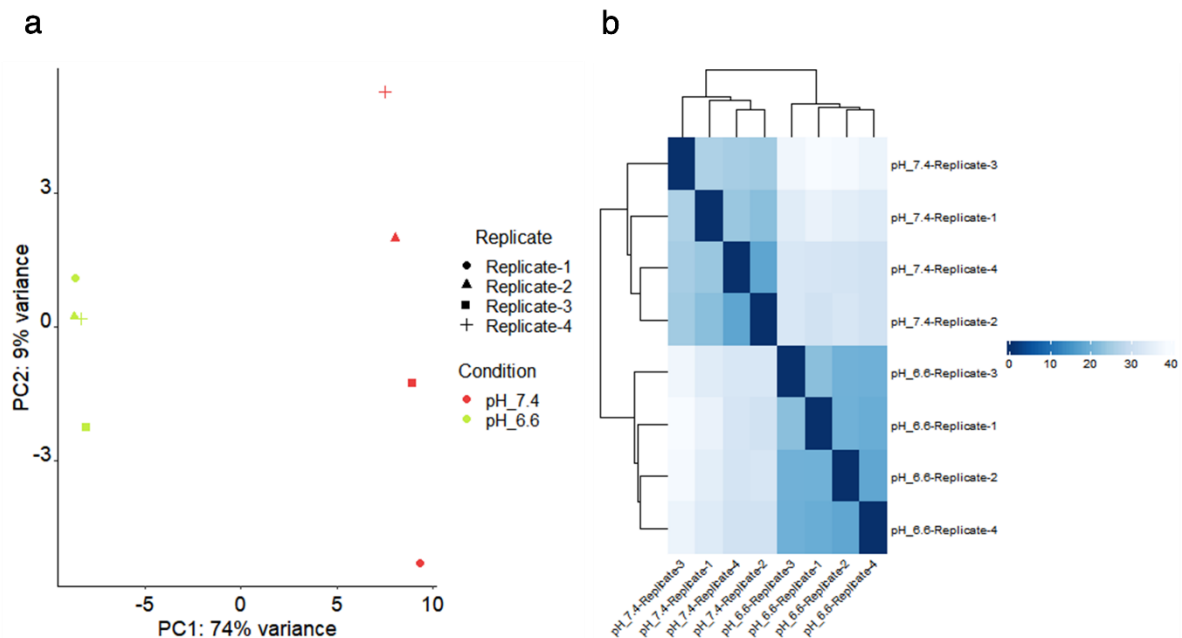 a
b
3
0
-3
PC2: 9% variance
-5
0
5
10
PC1: 74% variance
Replicate
Replicate-1
Replicate-2
Replicate-3
Replicate-4
Condition
pH_7.4
pH_6.6
pH_7.4-Replicate-3
pH_7.4-Replicate-1
pH_7.4-Replicate-4
pH_7.4-Replicate-2
pH_6.6-Replicate-3
pH_6.6-Replicate-1
pH_6.6-Replicate-2
pH_6.6-Replicate-4
pH_7.4-Replicate-3
pH_7.4-Replicate-1
pH_7.4-Replicate-4
pH_7.4-Replicate-2
pH_6.6-Replicate-3
pH_6.6-Replicate-1
pH_6.6-Replicate-2
pH_6.6-Replicate-4
0 10 20 30 40